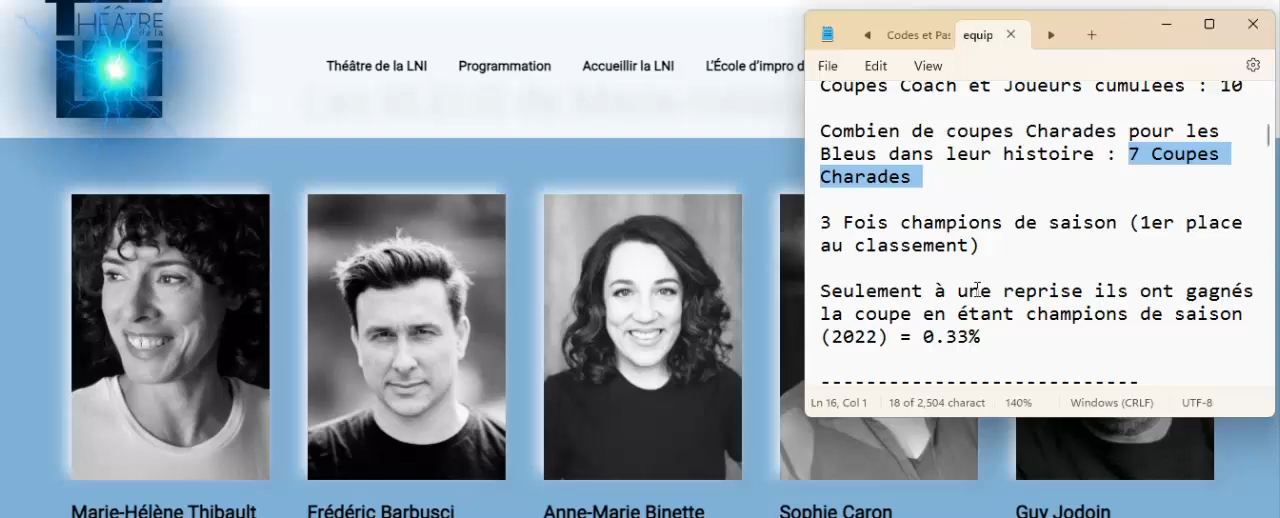 THÉÂTRE
de la
Théâtre de la LNI
Programmation
Accueillir la LNI
L'École d'impro d
Codes et Pas
equip
File
Edit
View
Coupes Coach et Joueurs cumulées : 10
Combien de coupes Charades pour les
Bleus dans leur histoire : 7 Coupes
Charades
3 Fois champions de saison (1er place
au classement)
Seulement à une reprise ils ont gagnés
la coupe en étant champions de saison
(2022) = 0.33%
-----------------------------
Ln 16, Col 1
18 of 2,504 charact
140%
Windows (CRLF)
UTF-8
Marie-Hélène Thibault
Frédéric Barbusci
Anne-Marie Binette
Sophie Caron
Guy Jodoin